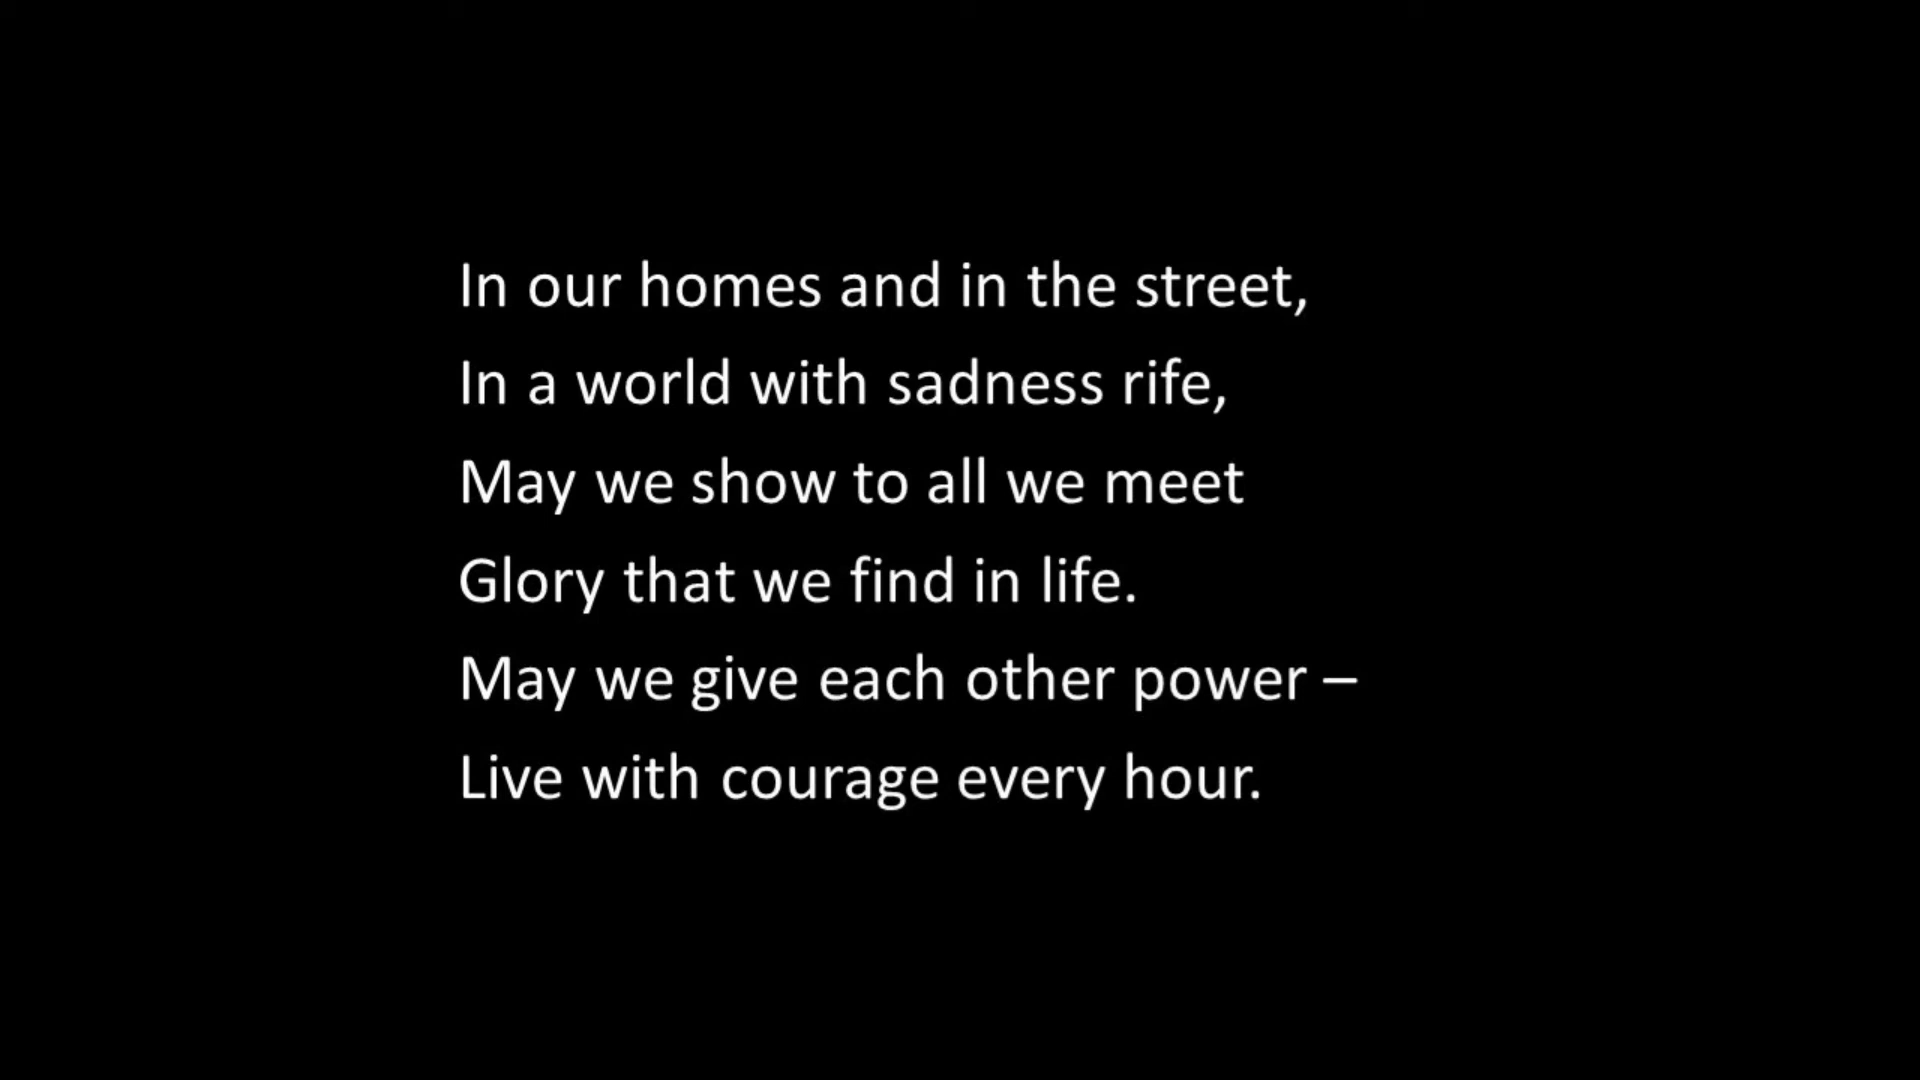 In our homes and in the street,
In a world with sadness rife,
May we show to all we meet
Glory that we find in life.
May we give each other power –
Live with courage every hour.